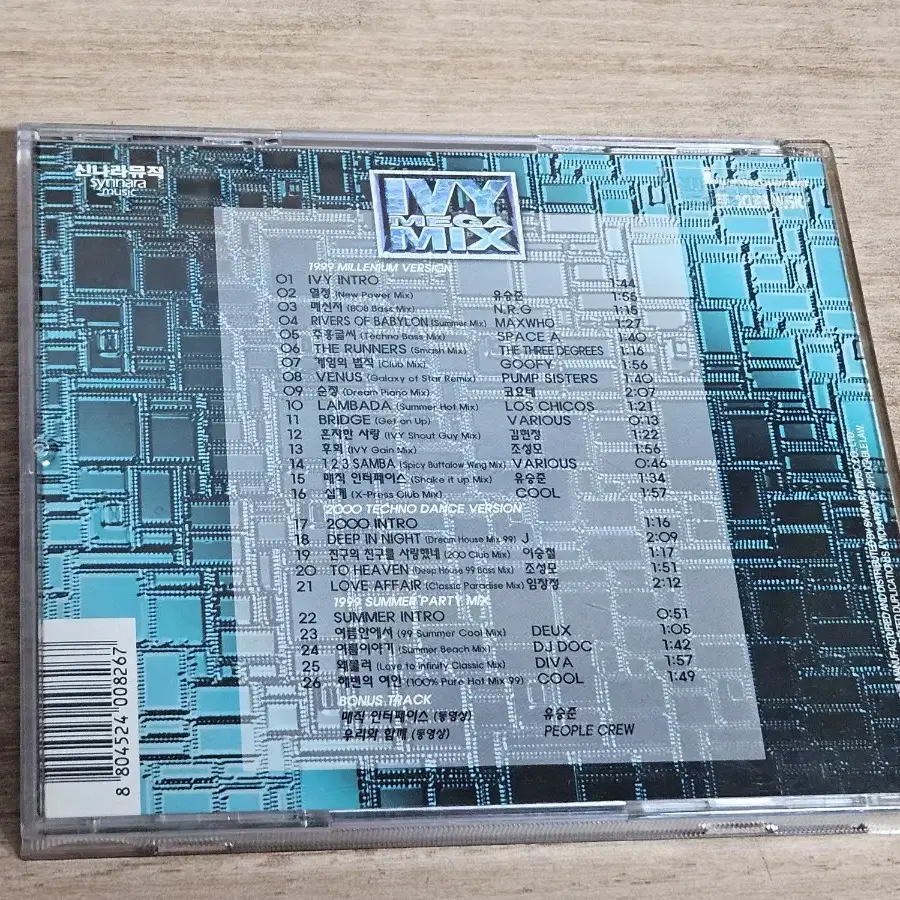 신나라뮤직
synnara
music
IVY
MEGA
MIX
1999 MILLENIUM VERSION
01 IVY INTRO 1:44
02 열정 (New Power Mix) 유승준 1:55
03 메신저 (808 Bass Mix) N.R.G 1:15
04 RIVERS OF BABYLON (Summer Mix) MAXWHO 1:27
05 주홍글씨 (Techno Bass Mix) SPACE A 1:40
06 THE RUNNERS (Smash Mix) THE THREE DEGREES 1:16
07 게임의 법칙 (Club Mix) GOOFY 1:56
08 VENUS (Galaxy of Star Remix) PUMP SISTERS 1:40
09 순정 (Dream Piano Mix) 코요태 2:07
10 LAMBADA (Summer Hot Mix) LOS CHICOS 1:21
11 BRIDGE (Get on Up) VARIOUS 0:13
12 혼자만 사랑 (IVY Shout Guy Mix) 김현정 1:22
13 후회 (IVY Gain Mix) 조성모 1:56
14 1 2 3 SAMBA (Spicy Buttalow Wing Mix) VARIOUS 0:46
15 매직 인터페이스 (Shake it up Mix) 유승준 1:34
16 십계 (X-Press Club Mix) COOL 1:57
2000 TECHNO DANCE VERSION
17 2000 INTRO 1:16
18 DEEP IN NIGHT (Dream House Mix 99) J 2:09
19 친구의 친구를 사랑했네 (200 Club Mix) 이승철 1:17
20 TO HEAVEN (Deep House 99 Bass Mix) 조성모 1:51
21 LOVE AFFAIR (Classic Paradise Mix) 임창정 2:12
1999 SUMMER PARTY MIX
22 SUMMER INTRO 0:51
23 여름안에서 (99 Summer Cool Mix) DEUX 1:05
24 여름이야기 (Summer Beach Mix) DJ DOC 1:42
25 왜불러 (Love to Infinity Classic Mix) DIVA 1:57
26 해변의 여인 (100% Pure Hot Mix 99) COOL 1:49
BONUS TRACK
매직 인터페이스 (동영상) 유승준
우리와 함께 (동영상) PEOPLE CREW
8 804524 008267